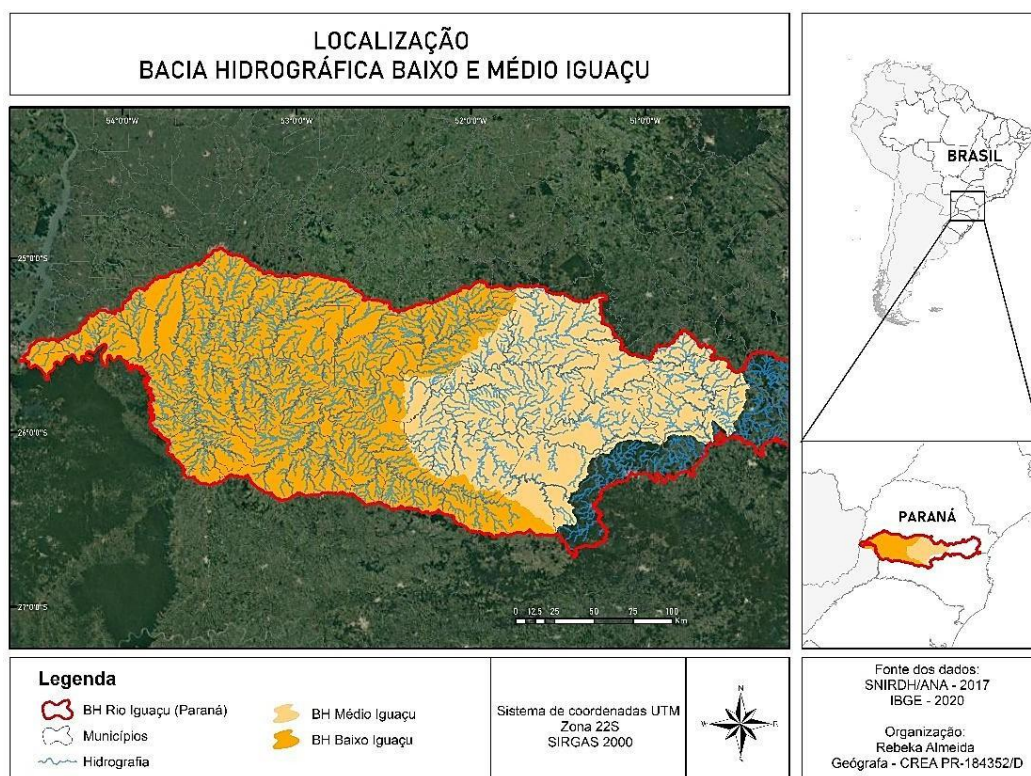 LOCALIZAÇÃO
BACIA HIDROGRÁFICA BAIXO E MÉDIO IGUAÇU
54°0'0"W
53°0'0"W
52°0'0"W
51°0'0"W
25°0'0"S
26°0'0"S
27°0'0"S
0 12,5 25 50 75 100
Km
BRASIL
PARANÁ
Legenda
BH Rio Iguaçu (Paraná)
Municípios
Hidrografia
BH Médio Iguaçu
BH Baixo Iguaçu
Sistema de coordenadas UTM
Zona 22S
SIRGAS 2000
N
S
Fonte dos dados:
SNIRDH/ANA - 2017
IBGE - 2020
Organização:
Rebeka Almeida
Geógrafa - CREA PR-184352/D